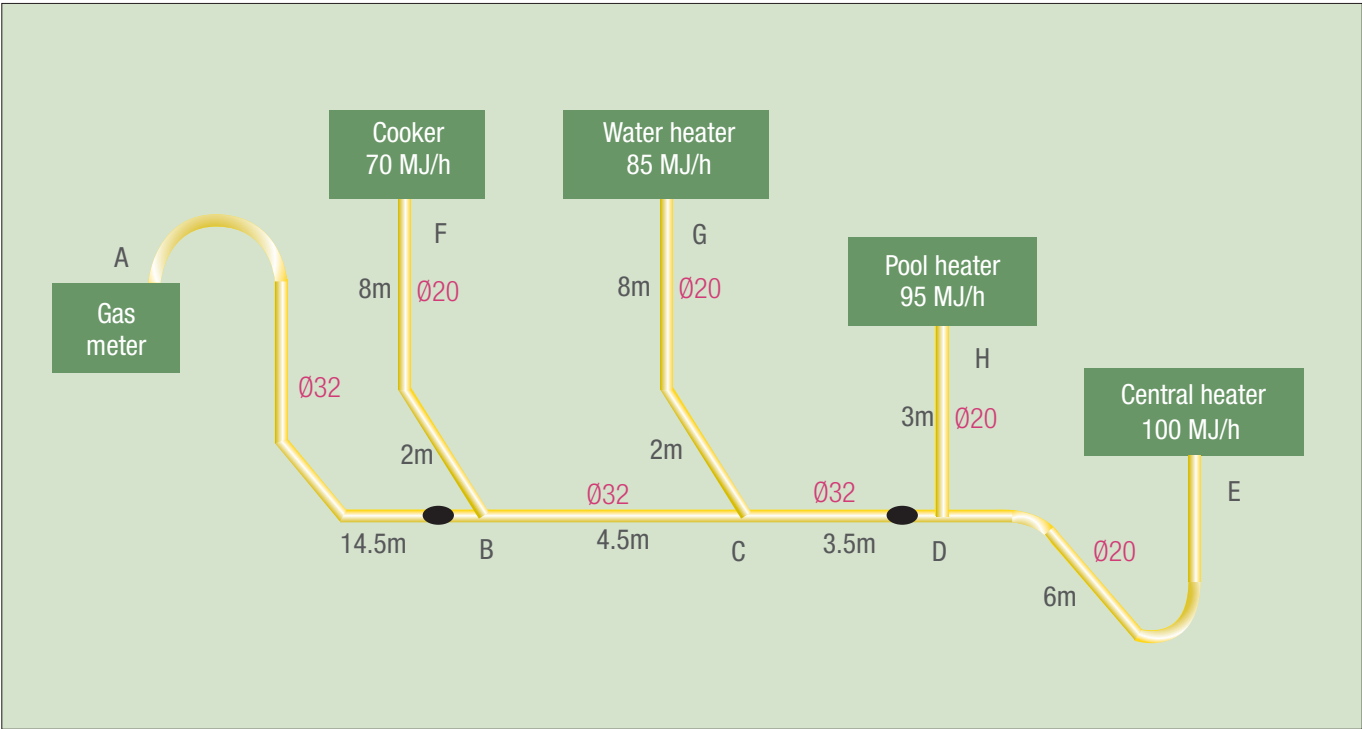 Cooker
70 MJ/h
Water heater
85 MJ/h
A
F
G
Pool heater
95 MJ/h
8m
Ø20
8m
Ø20
Gas
meter
H
Ø32
Central heater
100 MJ/h
3m
Ø20
2m
2m
Ø32
Ø32
E
14.5m
B
4.5m
C
3.5m
D
Ø20
6m